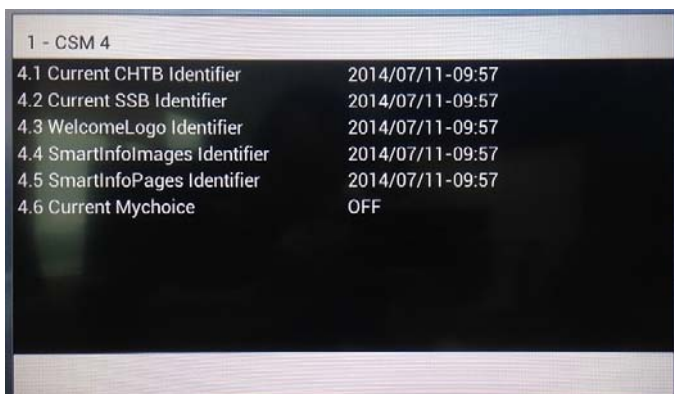 1 - CSM 4
4.1 Current CHTB Identifier 2014/07/11-09:57
4.2 Current SSB Identifier 2014/07/11-09:57
4.3 WelcomeLogo Identifier 2014/07/11-09:57
4.4 SmartInfoImages Identifier 2014/07/11-09:57
4.5 SmartInfoPages Identifier 2014/07/11-09:57
4.6 Current Mychoice OFF